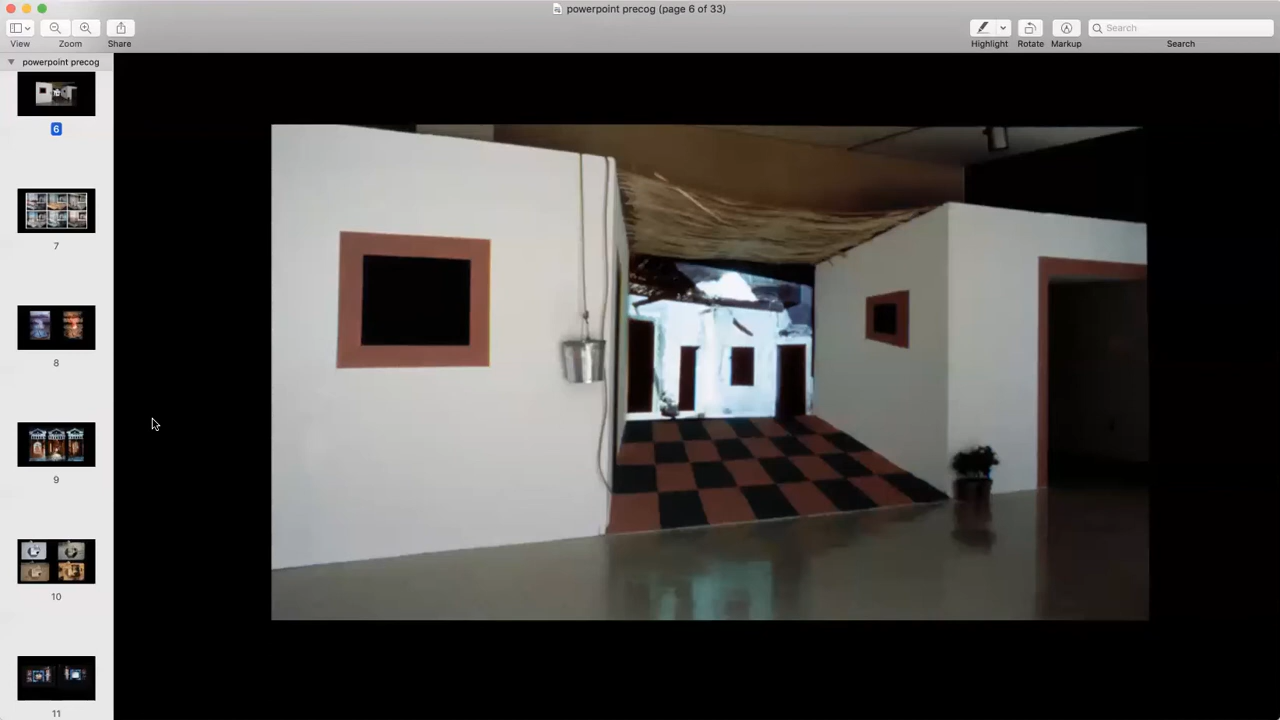 powerpoint precog (page 6 of 33)
View
Zoom
Share
Highlight
Rotate
Markup
Search
Search
powerpoint precog
6
7
8
9
10
11